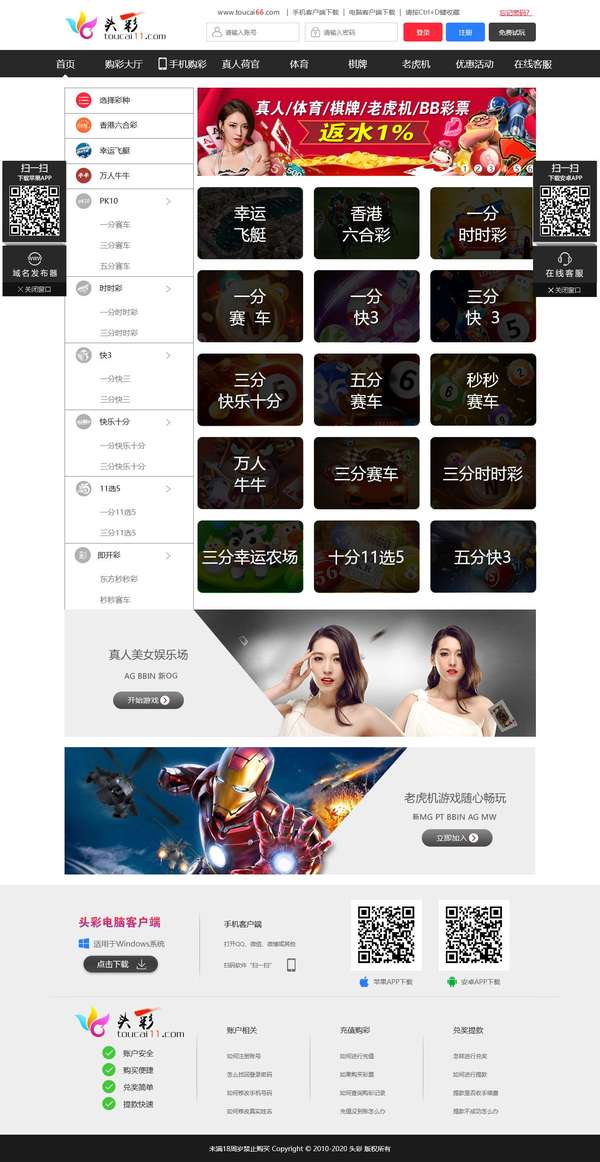 www.toucai66.com | 手机客户端下载 | 电脑客户端下载 | 请按Ctrl+D键收藏
忘记密码?
头彩
toucai11.com
请输入账号
请输入密码
登录
注册
免费试玩
首页
购彩大厅
手机购彩
真人荷官
体育
棋牌
老虎机
优惠活动
在线客服
选择彩种
香港六合彩
幸运飞艇
万人牛牛
PK10
一分赛车
三分赛车
五分赛车
时时彩
一分时时彩
三分时时彩
快3
一分快三
三分快三
快乐十分
一分快乐十分
三分快乐十分
11选5
一分11选5
三分11选5
即开彩
东方秒秒彩
秒秒赛车
扫一扫
下载苹果APP
域名发布器
关闭窗口
真人/体育/棋牌/老虎机/BB彩票
返水1%
1 2 3 4 5 6
扫一扫
下载安卓APP
在线客服
关闭窗口
幸运
飞艇
香港
六合彩
一分
时时彩
一分
赛 车
一分
快3
三分
快 3
三分
快乐十分
五分
赛车
秒秒
赛车
万人
牛牛
三分赛车
三分时时彩
三分幸运农场
十分11选5
五分快3
真人美女娱乐场
AG BBIN 新OG
开始游戏
老虎机游戏随心畅玩
新MG PT BBIN AG MW
立即加入
头彩电脑客户端
适用于Windows系统
点击下载
手机客户端
打开QQ、微信、微博或其他
扫码软件“扫一扫”
苹果APP下载
安卓APP下载
头彩
toucai11.com
账户安全
购买便捷
兑奖简单
提款快速
账户相关
如何注册账号
怎么找回登录密码
如何修改手机号码
如何修改真实姓名
充值购彩
如何进行充值
如果购买彩票
如何查询购彩记录
充值没到账怎么办
兑奖提款
怎样进行兑奖
如何进行提款
提款是否收手续费
提款不成功怎么办
未满18周岁禁止购买 Copyright © 2010-2020 头彩 版权所有